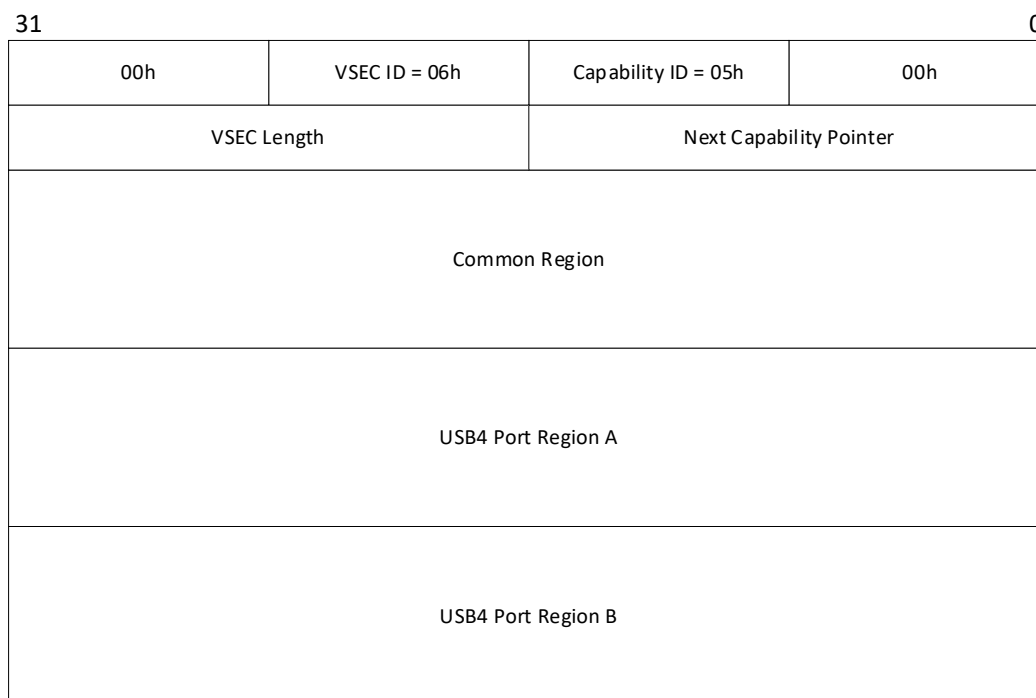 31 0
00h VSEC ID = 06h Capability ID = 05h 00h
VSEC Length Next Capability Pointer
Common Region
USB4 Port Region A
USB4 Port Region B